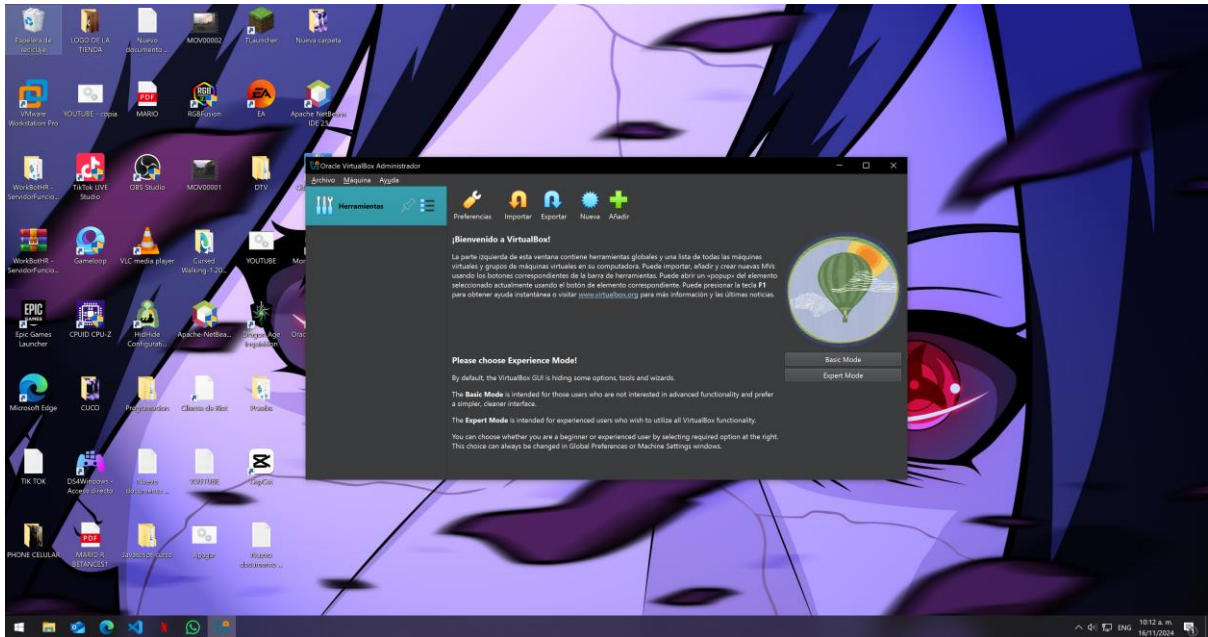 Papelera de
reciclaje
LOGO DE LA
TIENDA
Nuevo
documento ...
MOV00002
TLauncher
Nueva carpeta
VMware
Workstation Pro
YOUTUBE - copia
MARIO
RGBFusion
EA
Apache NetBeans
IDE 23
WorkBotHR -
ServidorFuncio...
TikTok LIVE
Studio
OBS Studio
MOV00001
DTV
WorkBotHR -
ServidorFuncio...
Gameloop
VLC media player
Cursed
Walking-1.20...
YOUTUBE
Epic Games
Launcher
CPUID CPU-Z
HidHide
Configurati...
Apache-NetBea...
Dragon Age
Inquisition
Microsoft Edge
CUCO
Programation
Cliente de Riot
Prueba
TIK TOK
DS4Windows -
Acceso directo
Nuevo
documento ...
YOUTUBE
CapCut
PHONE CELULAR
MARIO R
BETANCES1
Javascript-curso
Apagar
Nuevo
documento ...
Oracle VirtualBox Administrador
Archivo Máquina Ayuda
Herramientas
Preferencias Importar Exportar Nueva Añadir
¡Bienvenido a VirtualBox!
La parte izquierda de esta ventana contiene herramientas globales y una lista de todas las máquinas
virtuales y grupos de máquinas virtuales en su computadora. Puede importar, añadir y crear nuevas MVs
usando los botones correspondientes de la barra de herramientas. Puede abrir un «popup» del elemento
seleccionado actualmente usando el botón de elemento correspondiente. Puede presionar la tecla F1
para obtener ayuda instantánea o visitar www.virtualbox.org para más información y las últimas noticias.
Please choose Experience Mode!
By default, the VirtualBox GUI is hiding some options, tools and wizards.
The Basic Mode is intended for those users who are not interested in advanced functionality and prefer
a simpler, cleaner interface.
The Expert Mode is intended for experienced users who wish to utilize all VirtualBox functionality.
You can choose whether you are a beginner or experienced user by selecting required option at the right.
This choice can always be changed in Global Preferences or Machine Settings windows.
Basic Mode
Expert Mode
ENG
10:12 a. m.
16/11/2024